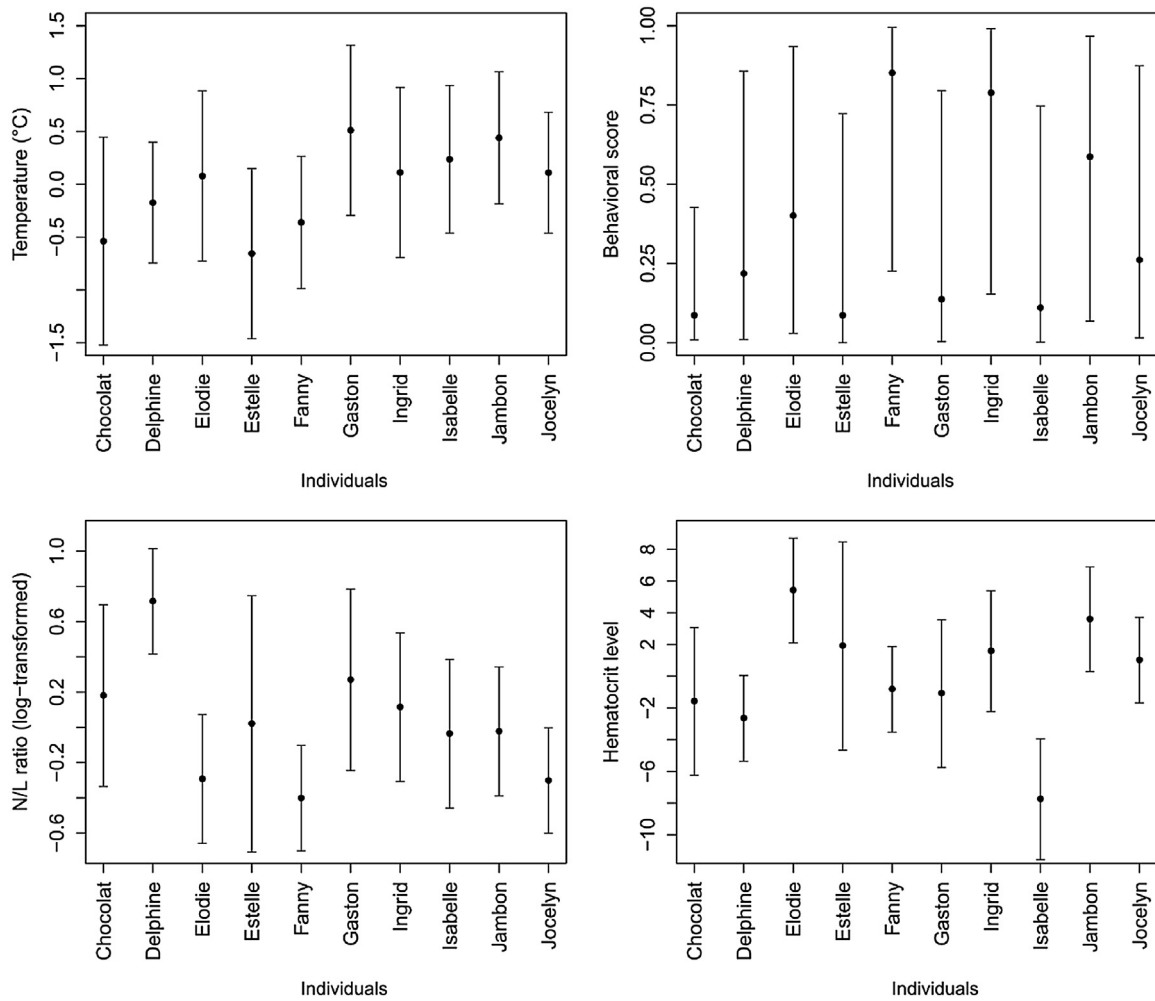 Temperature (°C)
1.5
1.0
0.5
0.0
−0.5
−1.5
Chocolat
Delphine
Elodie
Estelle
Fanny
Gaston
Ingrid
Isabelle
Jambon
Jocelyn
Individuals
Behavioral score
1.00
0.75
0.50
0.25
0.00
Chocolat
Delphine
Elodie
Estelle
Fanny
Gaston
Ingrid
Isabelle
Jambon
Jocelyn
Individuals
N/L ratio (log−transformed)
1.0
0.6
0.2
−0.2
−0.6
Chocolat
Delphine
Elodie
Estelle
Fanny
Gaston
Ingrid
Isabelle
Jambon
Jocelyn
Individuals
Hematocrit level
8
6
4
2
−2
−6
−10
Chocolat
Delphine
Elodie
Estelle
Fanny
Gaston
Ingrid
Isabelle
Jambon
Jocelyn
Individuals